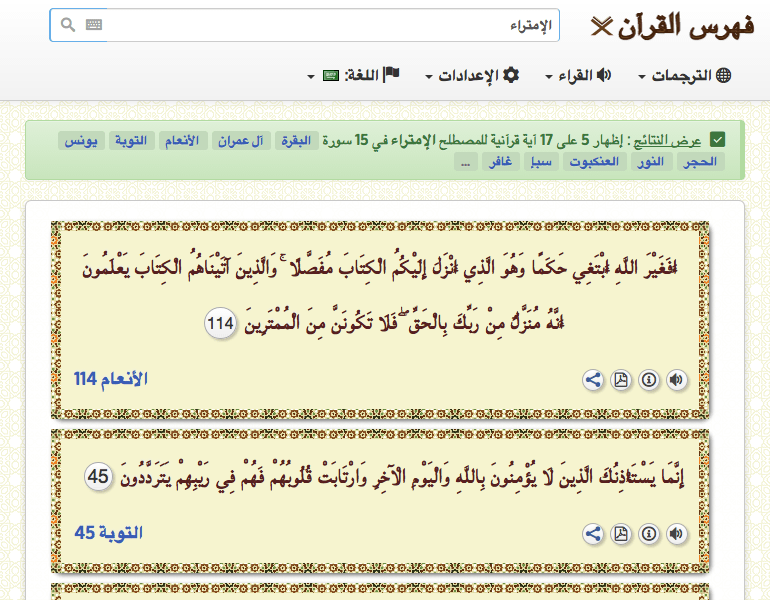 فهرس القرآن
الإمتراء
الترجمات
القراء
الإعدادات
اللغة:
عرض النتائج : إظهار 5 على 17 آية قرآنية للمصطلح الإمتراء في 15 سورة البقرة آل عمران الأنعام التوبة يونس
الحجر النور العنكبوت سبإ غافر ...
أَفَغَيْرَ اللَّهِ أَبْتَغِي حَكَمًا وَهُوَ الَّذِي أَنْزَلَ إِلَيْكُمُ الْكِتَابَ مُفَصَّلًا ۚ وَالَّذِينَ آتَيْنَاهُمُ الْكِتَابَ يَعْلَمُونَ
أَنَّهُ مُنَزَّلٌ مِنْ رَبِّكَ بِالْحَقِّ ۖ فَلَا تَكُونَنَّ مِنَ الْمُمْتَرِينَ 114
الأنعام 114
إِنَّمَا يَسْتَأْذِنُكَ الَّذِينَ لَا يُؤْمِنُونَ بِاللَّهِ وَالْيَوْمِ الْآخِرِ وَارْتَابَتْ قُلُوبُهُمْ فَهُمْ فِي رَيْبِهِمْ يَتَرَدَّدُونَ 45
التوبة 45